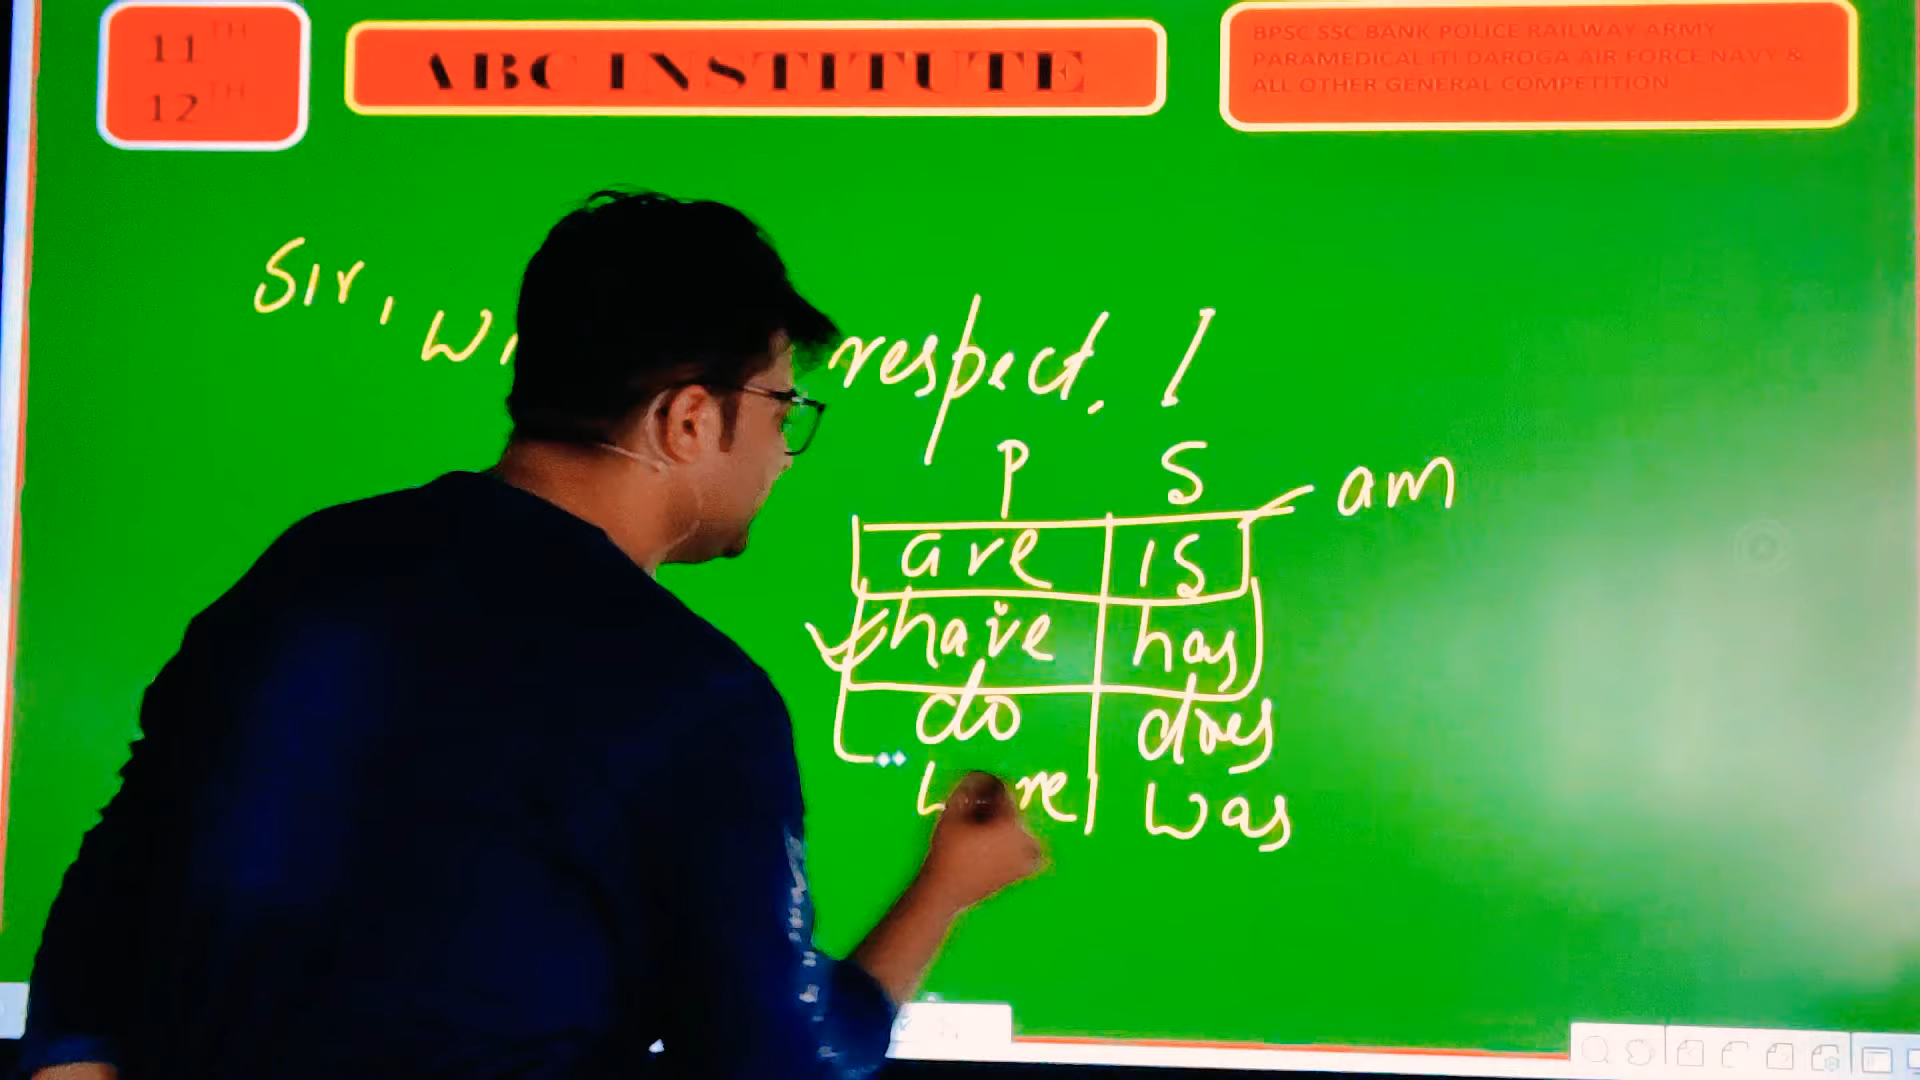 11TH
12TH
ABC INSTITUTE
BPSC SSC BANK POLICE RAILWAY ARMY
PARAMEDICAL ITI DAROGA AIR FORCE NAVY &
ALL OTHER GENERAL COMPETITION
Sir, respect, I
P S am
are is
have has
do does
was